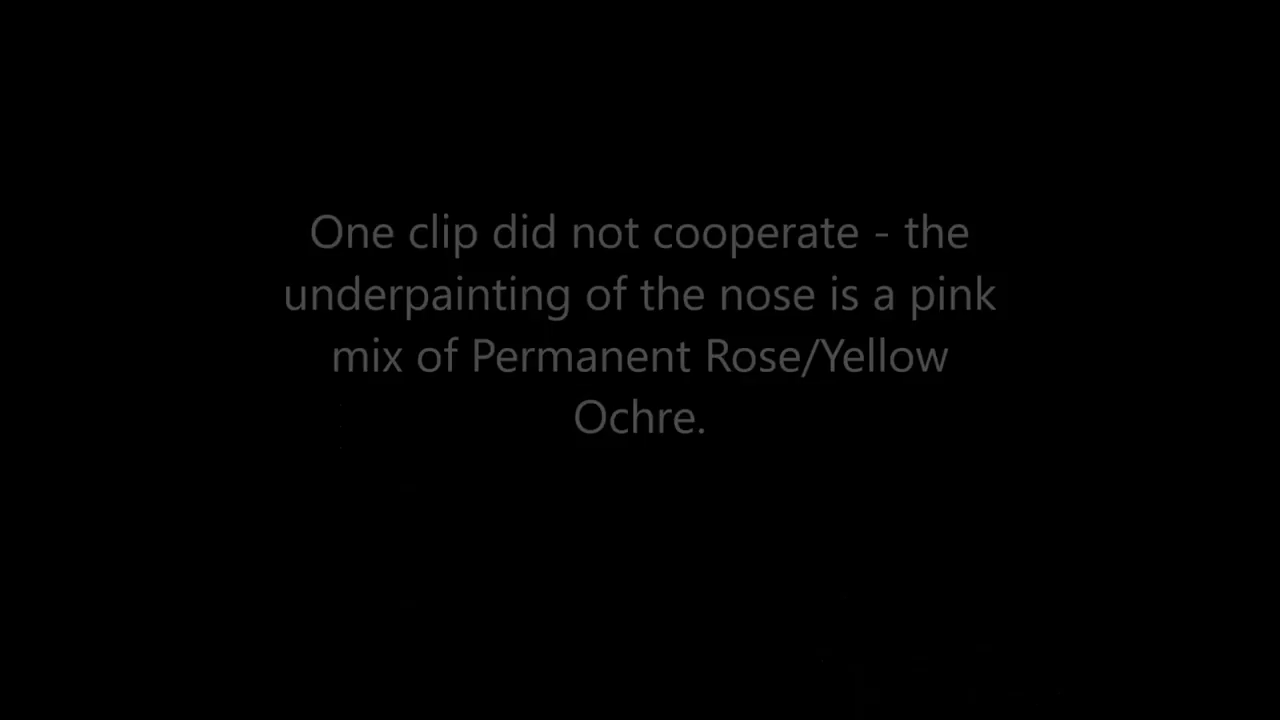 One clip did not cooperate - the
underpainting of the nose is a pink
mix of Permanent Rose/Yellow
Ochre.